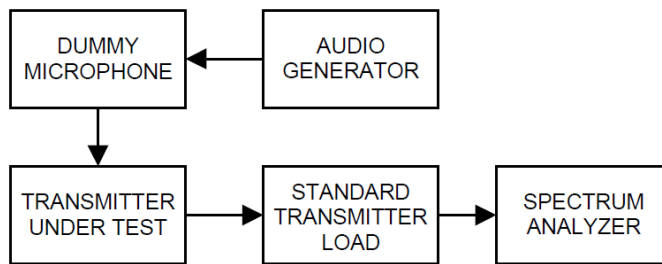 DUMMY
MICROPHONE
AUDIO
GENERATOR
TRANSMITTER
UNDER TEST
STANDARD
TRANSMITTER
LOAD
SPECTRUM
ANALYZER